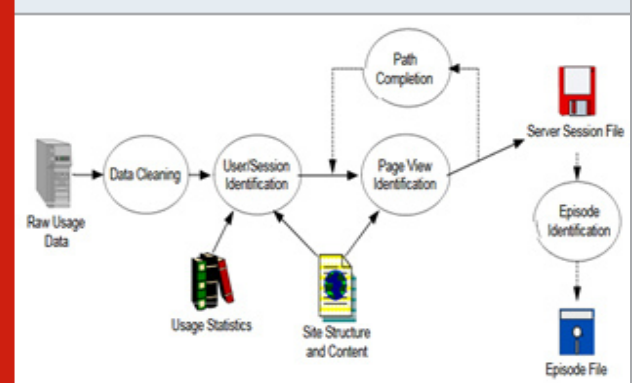 Path
Completion
Server Session File
Data Cleaning
User/Session
Identification
Page View
Identification
Raw Usage
Data
Episode
Identification
Usage Statistics
Site Structure
and Content
Episode File